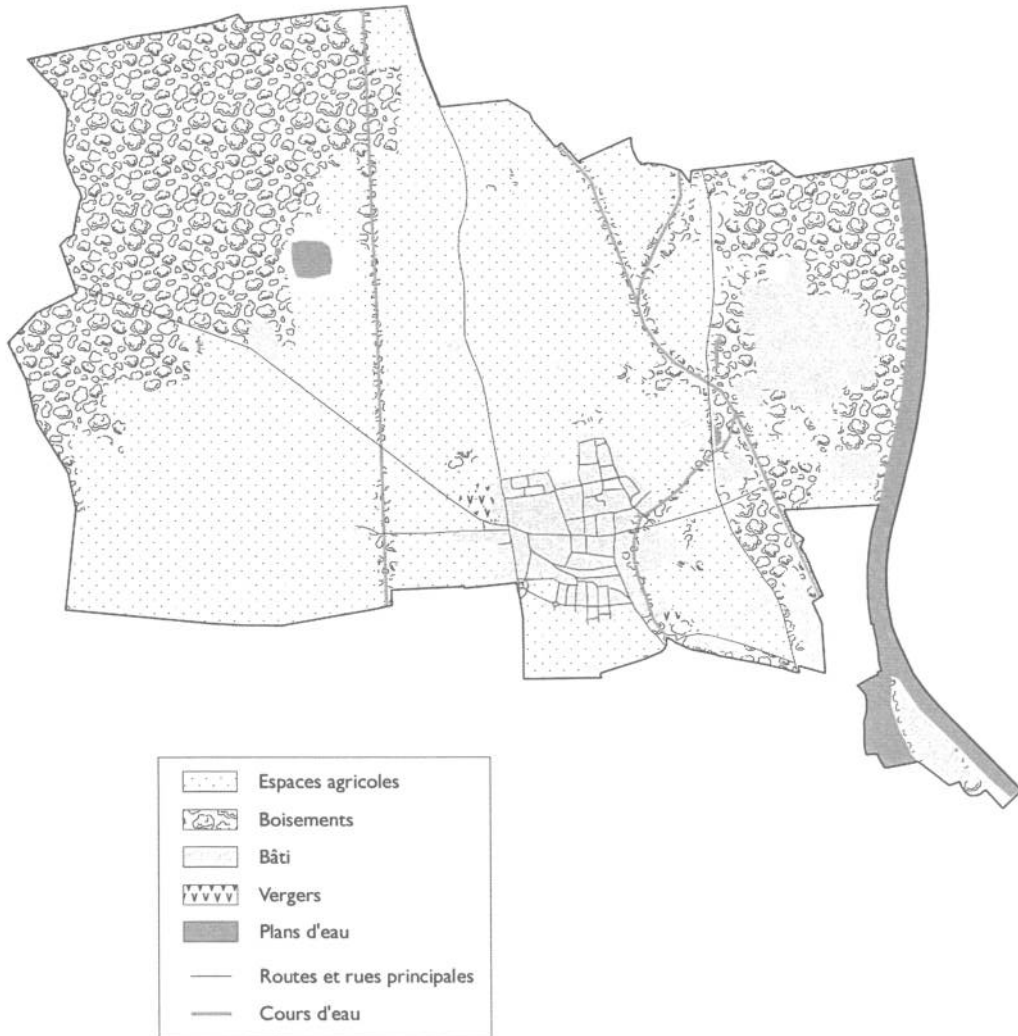 Espaces agricoles
Boisements
Bâti
Vergers
Plans d'eau
Routes et rues principales
Cours d'eau